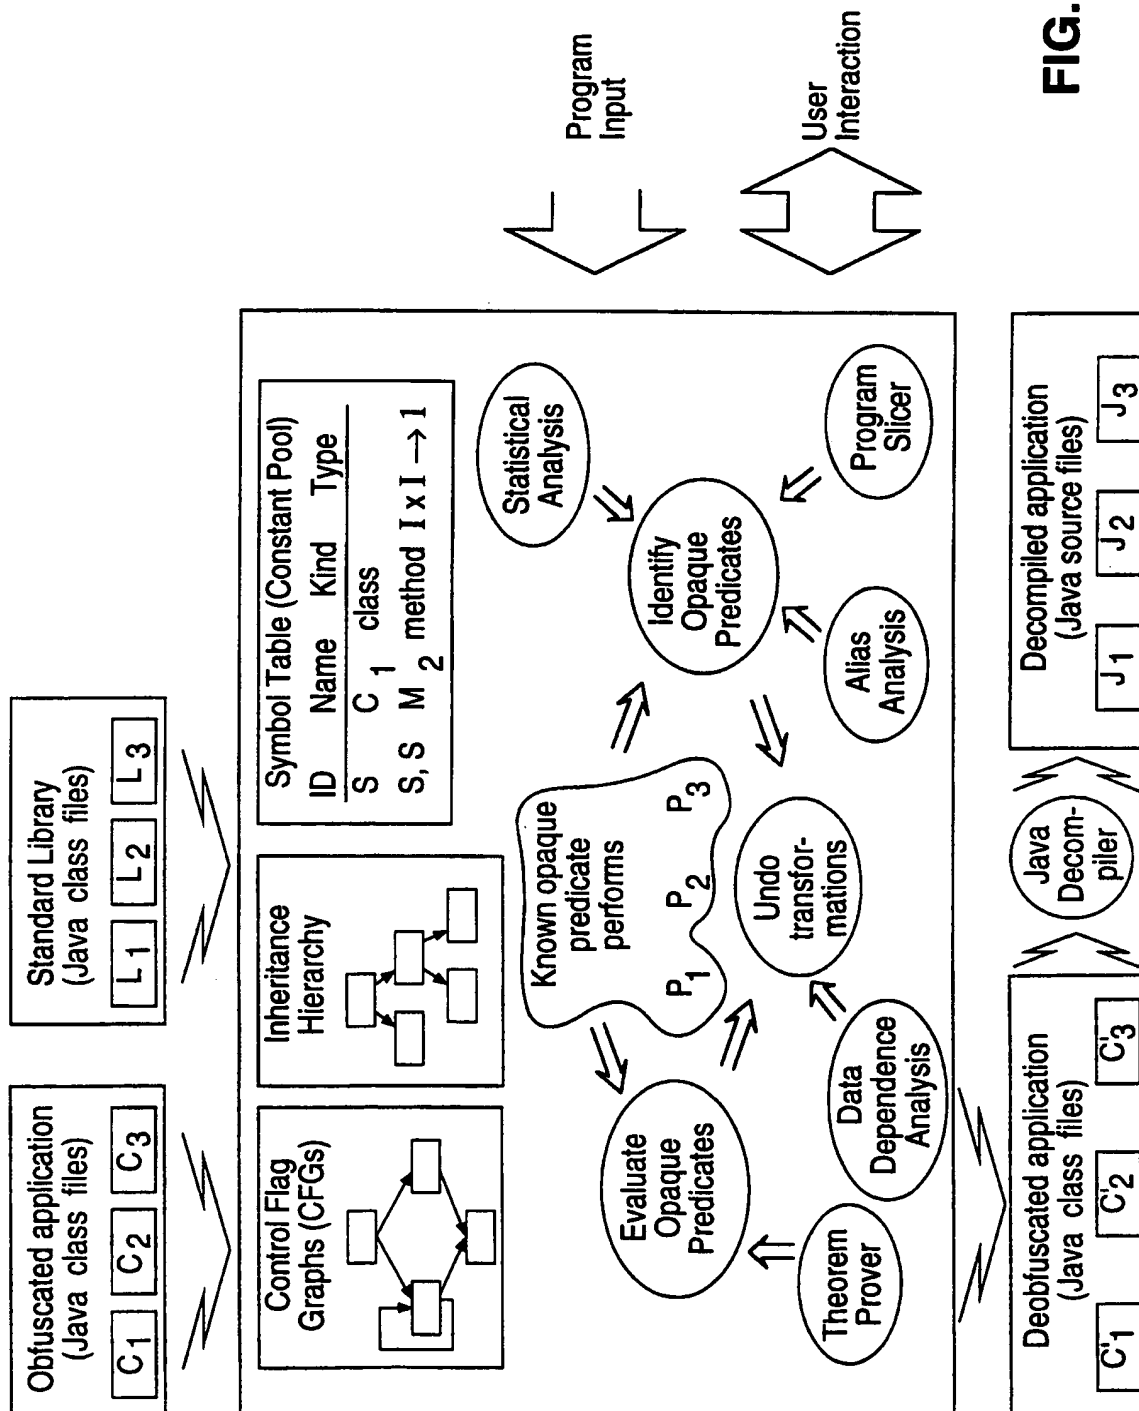 Obfuscated application
(Java class files)
C1 C2 C3
Standard Library
(Java class files)
L1 L2 L3
Control Flag
Graphs (CFGs)
Inheritance
Hierarchy
Symbol Table (Constant Pool)
ID Name Kind Type
S C1 class
S, S M2 method I x I → 1
Program
Input
Known opaque
predicate
performs
P1 P2 P3
Statistical
Analysis
Evaluate
Opaque
Predicates
Identify
Opaque
Predicates
Undo
transfor-
mations
User
Interaction
Theorem
Prover
Data
Dependence
Analysis
Alias
Analysis
Program
Slicer
Deobfuscated application
(Java class files)
C'1 C'2 C'3
Java
Decom-
piler
Decompiled application
(Java source files)
J1 J2 J3
FIG.